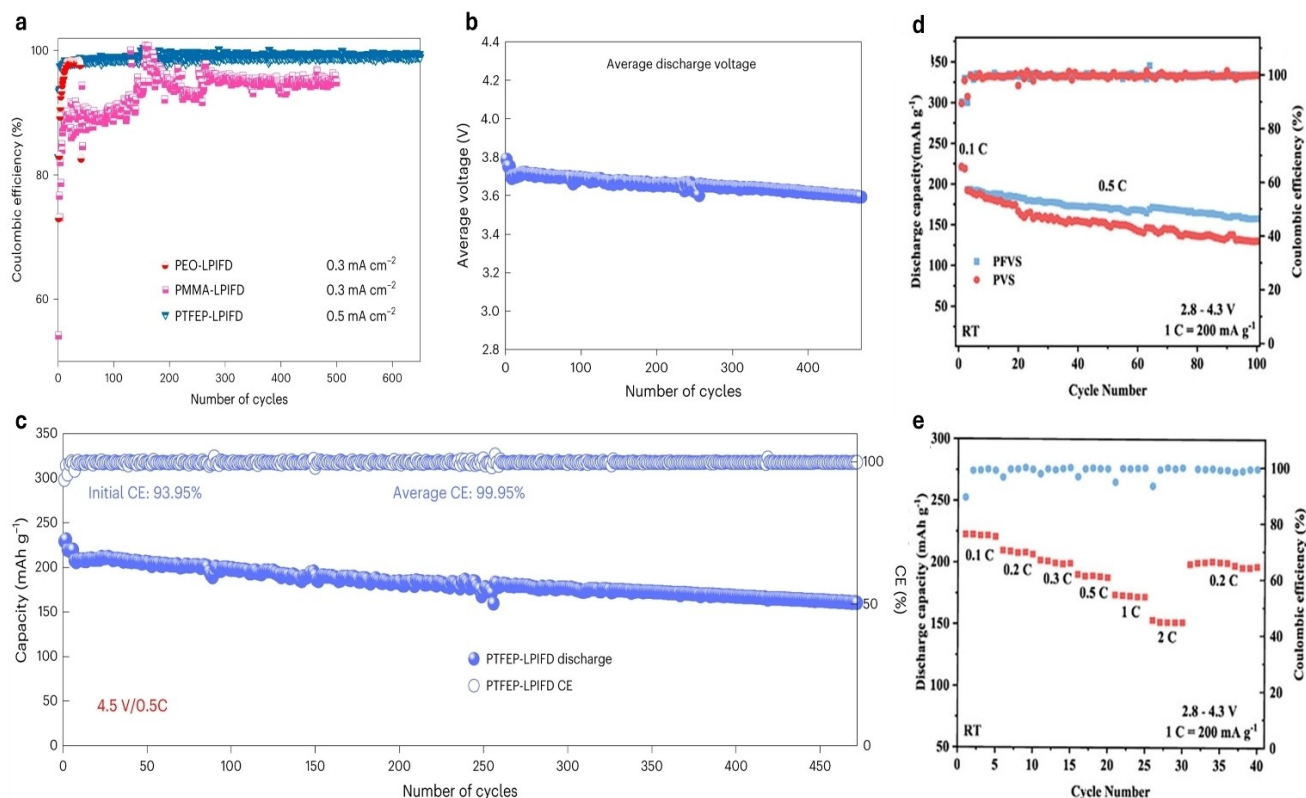 a
Coulombic efficiency (%)
100
80
60
PEO-LPIFD 0.3 mA cm⁻²
PMMA-LPIFD 0.3 mA cm⁻²
PTFEP-LPIFD 0.5 mA cm⁻²
0 100 200 300 400 500 600
Number of cycles
b
Average voltage (V)
4.4
4.2
4.0
3.8
3.6
3.4
3.2
3.0
2.8
Average discharge voltage
0 100 200 300 400
Number of cycles
d
Discharge capacity(mAh g⁻¹)
350
300
250
200
150
100
50
0.1 C
0.5 C
PFVS
PVS
2.8 - 4.3 V
RT
1 C = 200 mA g⁻¹
100
80
60
40
20
0
Coulombic efficiency (%)
0 20 40 60 80 100
Cycle Number
c
Capacity (mAh g⁻¹)
350
300
250
200
150
100
50
0
Initial CE: 93.95%
Average CE: 99.95%
PTFEP-LPIFD discharge
PTFEP-LPIFD CE
4.5 V/0.5C
100
50
0
CE (%)
0 50 100 150 200 250 300 350 400 450
Number of cycles
e
Discharge capacity (mAh g⁻¹)
300
250
200
150
100
50
0.1 C
0.2 C
0.3 C
0.5 C
1 C
2 C
0.2 C
2.8 - 4.3 V
RT
1 C = 200 mA g⁻¹
100
80
60
40
20
0
Coulombic efficiency (%)
0 5 10 15 20 25 30 35 40
Cycle Number